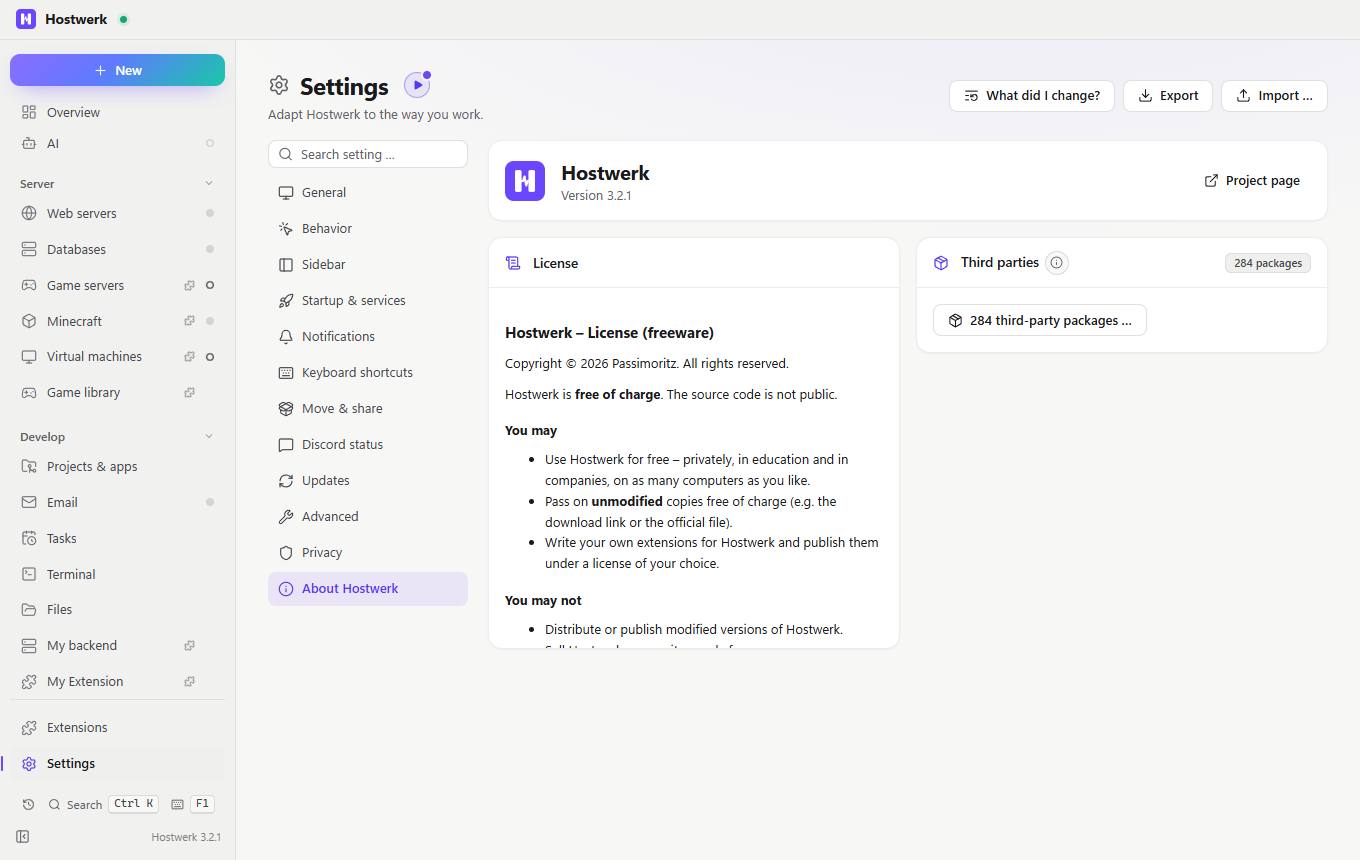 Hostwerk
New
Overview
AI
Server
Web servers
Databases
Game servers
Minecraft
Virtual machines
Game library
Develop
Projects & apps
Email
Tasks
Terminal
Files
My backend
My Extension
Extensions
Settings
Search Ctrl K F1
Hostwerk 3.2.1
Settings
Adapt Hostwerk to the way you work.
What did I change?
Export
Import ...
Search setting ...
General
Behavior
Sidebar
Startup & services
Notifications
Keyboard shortcuts
Move & share
Discord status
Updates
Advanced
Privacy
About Hostwerk
Hostwerk
Version 3.2.1
Project page
License
Hostwerk – License (freeware)
Copyright © 2026 Passimoritz. All rights reserved.
Hostwerk is free of charge. The source code is not public.
You may
• Use Hostwerk for free – privately, in education and in
companies, on as many computers as you like.
• Pass on unmodified copies free of charge (e.g. the
download link or the official file).
• Write your own extensions for Hostwerk and publish them
under a license of your choice.
You may not
• Distribute or publish modified versions of Hostwerk.
Third parties
284 packages
284 third-party packages ...